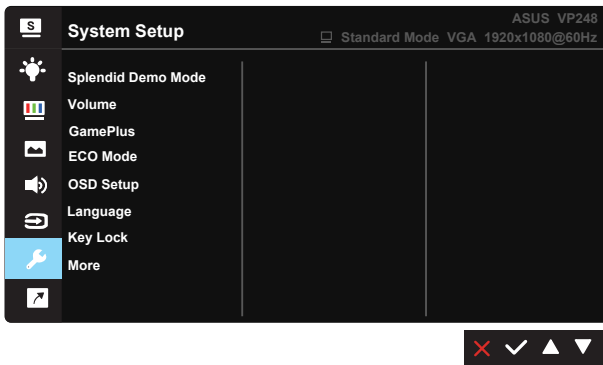 S
System Setup
ASUS VP248
Standard Mode VGA 1920x1080@60Hz
Splendid Demo Mode
Volume
GamePlus
ECO Mode
OSD Setup
Language
Key Lock
More